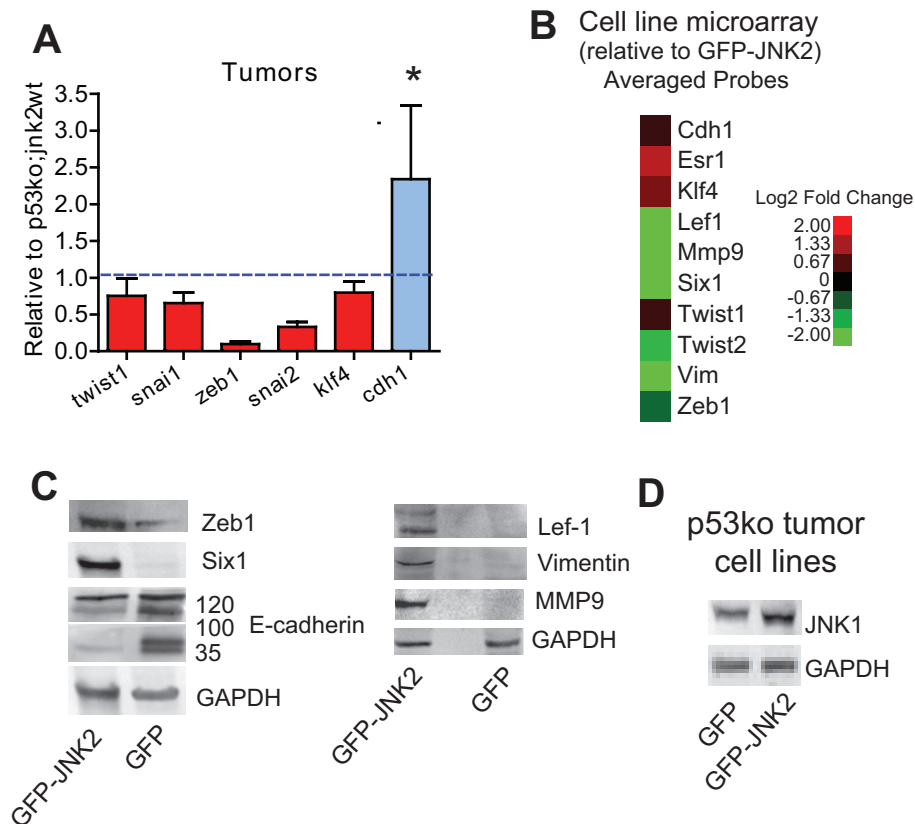 A
Tumors
*
Relative to p53ko;jnk2wt
3.5
3.0
2.5
2.0
1.5
1.0
0.5
0.0
twist1
snai1
zeb1
snai2
klf4
cdh1
B
Cell line microarray
(relative to GFP-JNK2)
Averaged Probes
Cdh1
Esr1
Klf4
Lef1
Mmp9
Six1
Twist1
Twist2
Vim
Zeb1
Log2 Fold Change
2.00
1.33
0.67
0
-0.67
-1.33
-2.00
C
Zeb1
Six1
120
100
E-cadherin
35
GAPDH
GFP-JNK2
GFP
Lef-1
Vimentin
MMP9
GAPDH
GFP-JNK2
GFP
D
p53ko tumor
cell lines
JNK1
GAPDH
GFP
GFP-JNK2